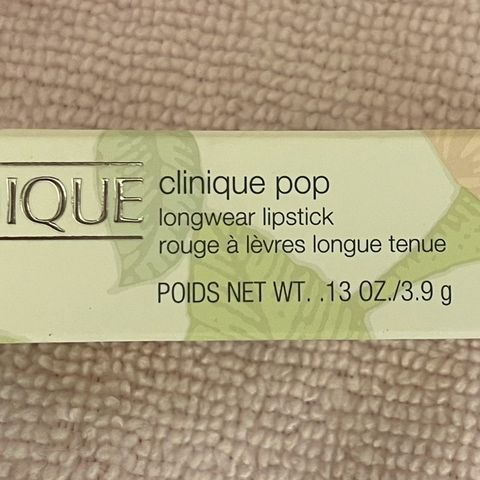 IQUE
clinique pop
longwear lipstick
rouge à lèvres longue tenue
POIDS NET WT. .13 OZ./3.9 g